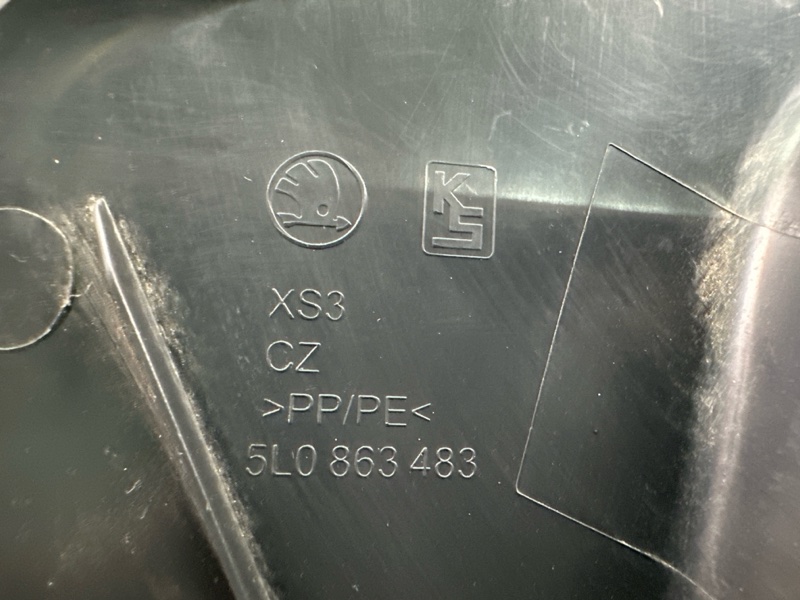 KS
XS3
CZ
>PP/PE<
5L0 863 483